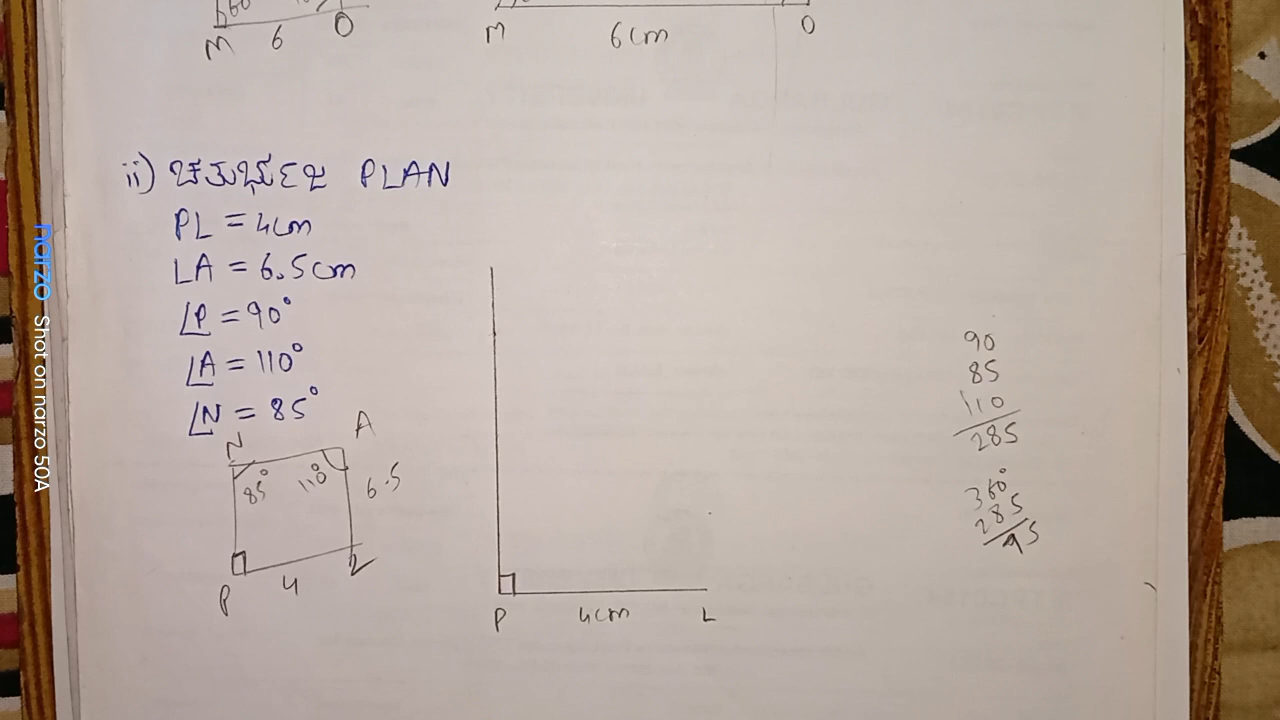 60
M 6 O
M 6cm O
ii) ಚತುರ್ಭುಜ PLAN
PL = 4cm
LA = 6.5cm
∠P = 90°
∠A = 110°
∠N = 85°
N A
85° 110° 6.5
P 4 L
P 4cm L
90
85
110
285
360°
285
95
narzo Shot on narzo 50A